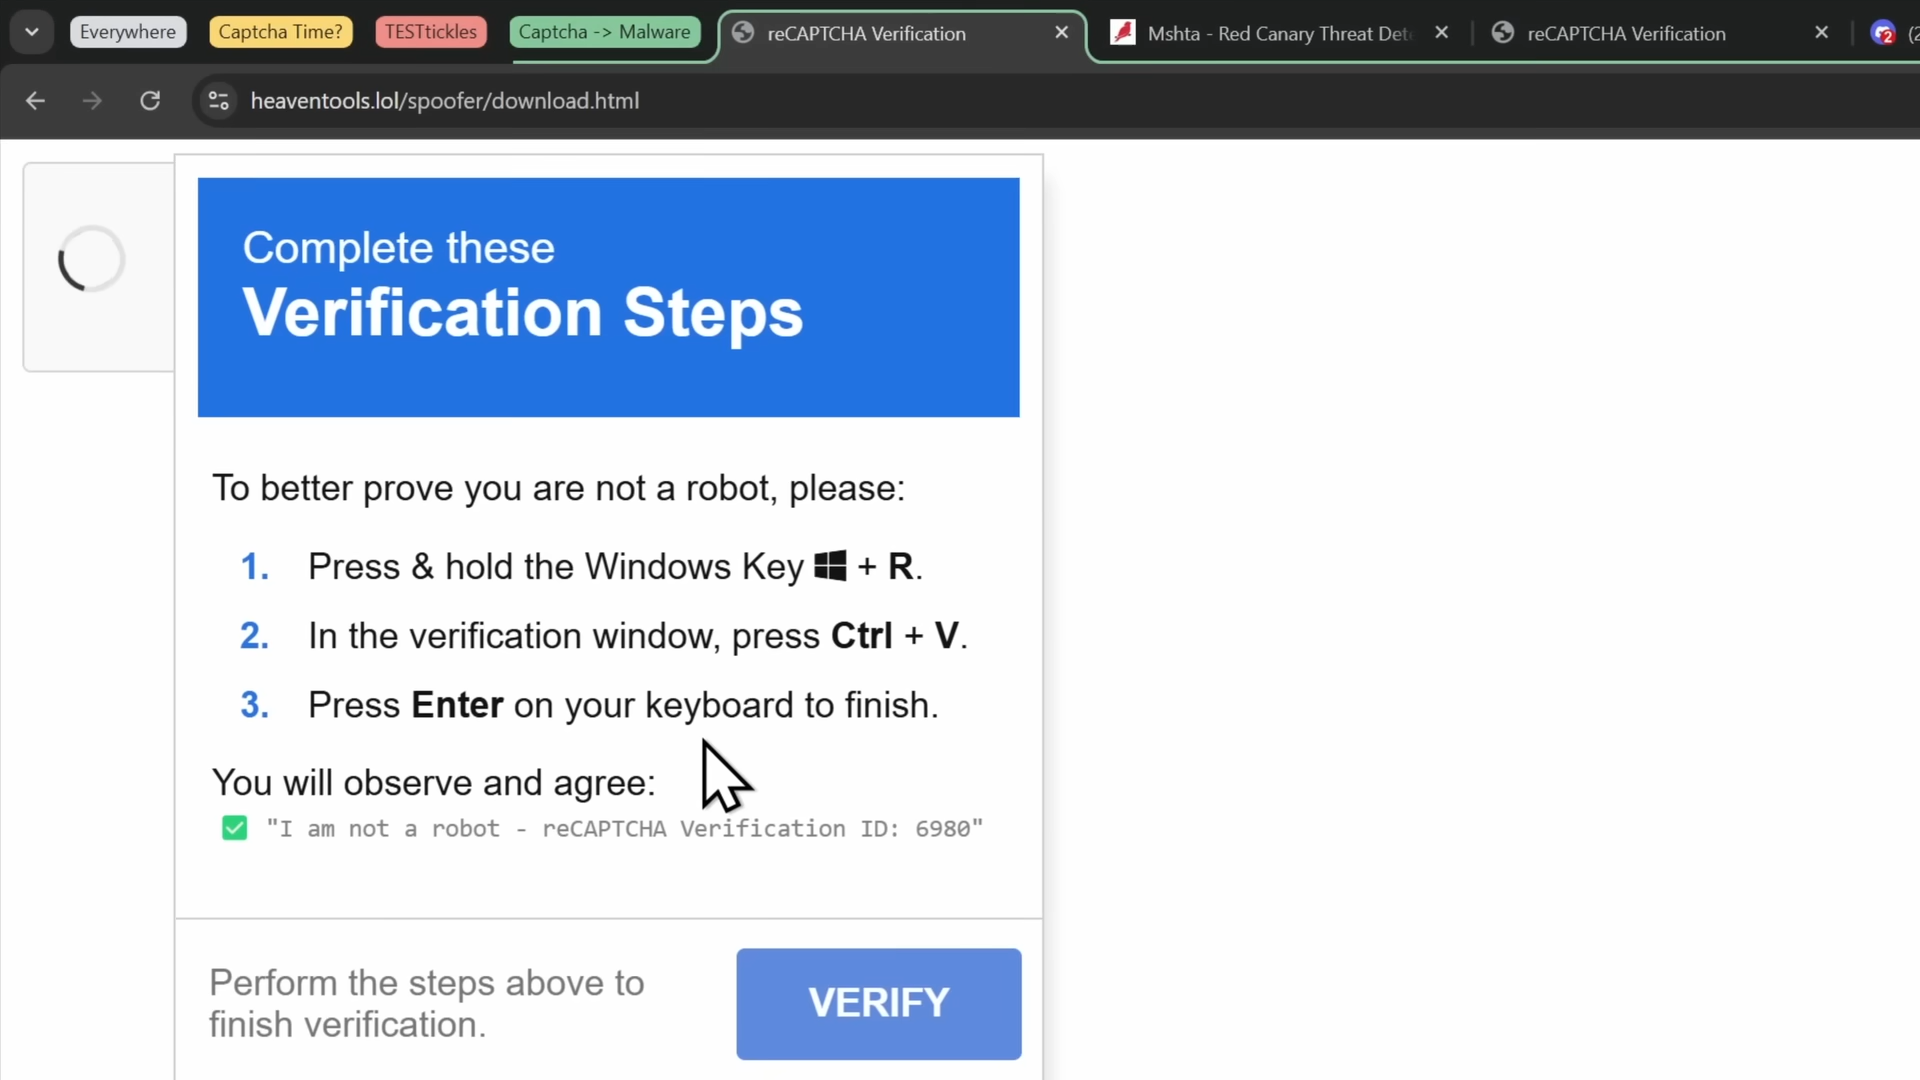 Everywhere
Captcha Time?
TESTtickles
Captcha -> Malware
reCAPTCHA Verification
Mshta - Red Canary Threat Det
reCAPTCHA Verification
2
(2
heaventools.lol/spoofer/download.html
Complete these
Verification Steps
To better prove you are not a robot, please:
1. Press & hold the Windows Key + R.
2. In the verification window, press Ctrl + V.
3. Press Enter on your keyboard to finish.
You will observe and agree:
✅ "I am not a robot - reCAPTCHA Verification ID: 6980"
Perform the steps above to
finish verification.
VERIFY